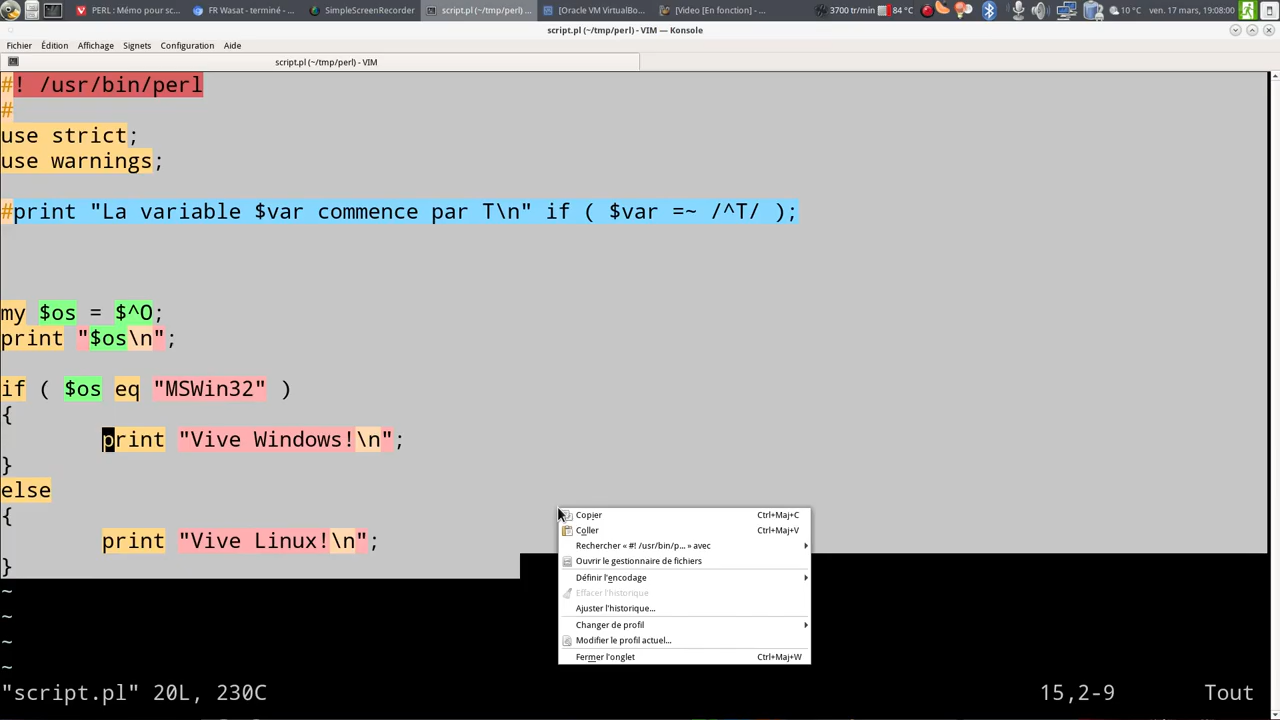 PERL : Mémo pour sc...
FR Wasat - terminé - ...
SimpleScreenRecorder
script.pl (~/tmp/perl) ...
[Oracle VM VirtualBo...
[Video [En fonction] - ...
3700 tr/min
84 °C
10 °C
ven. 17 mars, 19:08:00
script.pl (~/tmp/perl) - VIM — Konsole
Fichier Édition Affichage Signets Configuration Aide
script.pl (~/tmp/perl) - VIM
#! /usr/bin/perl
#
use strict;
use warnings;
#print "La variable $var commence par T\n" if ( $var =~ /^T/ );
my $os = $^O;
print "$os\n";
if ( $os eq "MSWin32" )
{
print "Vive Windows!\n";
}
else
{
print "Vive Linux!\n";
}
~
~
~
~
Copier Ctrl+Maj+C
Coller Ctrl+Maj+V
Rechercher « #! /usr/bin/p... » avec
Ouvrir le gestionnaire de fichiers
Définir l'encodage
Effacer l'historique
Ajuster l'historique...
Changer de profil
Modifier le profil actuel...
Fermer l'onglet Ctrl+Maj+W
"script.pl" 20L, 230C 15,2-9 Tout